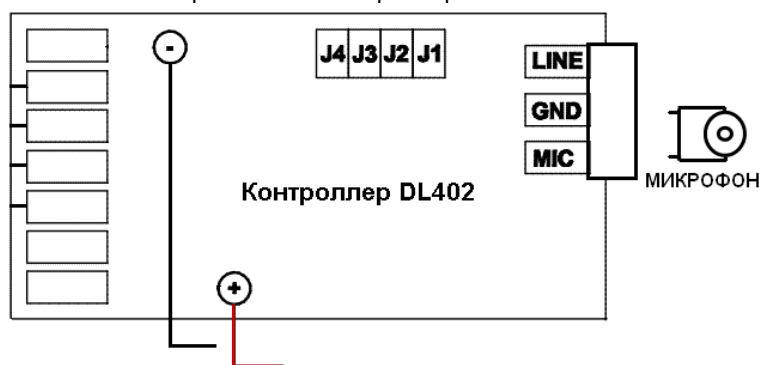 J4 J3 J2 J1
LINE
GND
MIC
МИКРОФОН
Контроллер DL402
-
+